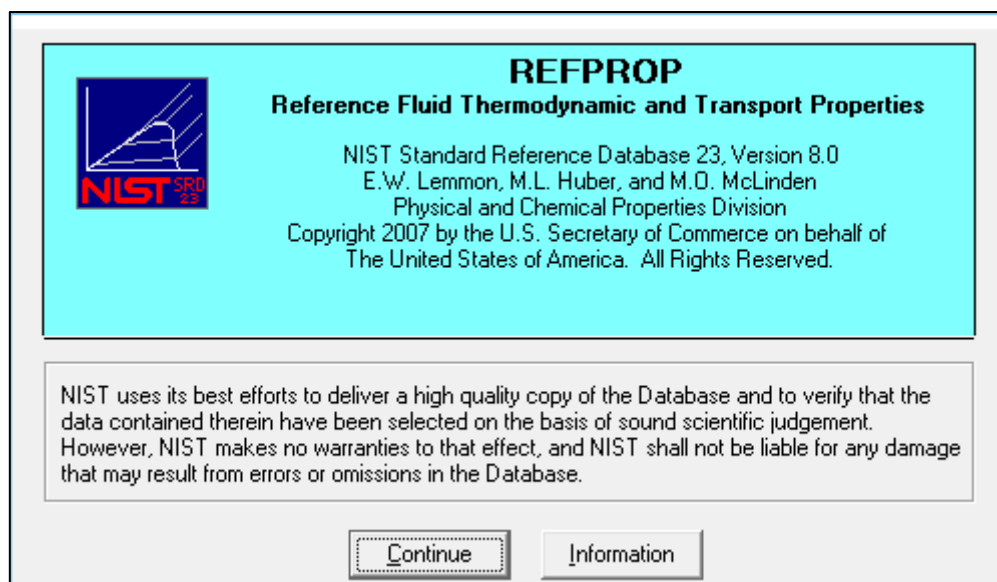 REFPROP
Reference Fluid Thermodynamic and Transport Properties
NIST Standard Reference Database 23, Version 8.0
E.W. Lemmon, M.L. Huber, and M.O. McLinden
Physical and Chemical Properties Division
Copyright 2007 by the U.S. Secretary of Commerce on behalf of
The United States of America.  All Rights Reserved.
NIST SRD
23
NIST uses its best efforts to deliver a high quality copy of the Database and to verify that the
data contained therein have been selected on the basis of sound scientific judgement.
However, NIST makes no warranties to that effect, and NIST shall not be liable for any damage
that may result from errors or omissions in the Database.
Continue
Information